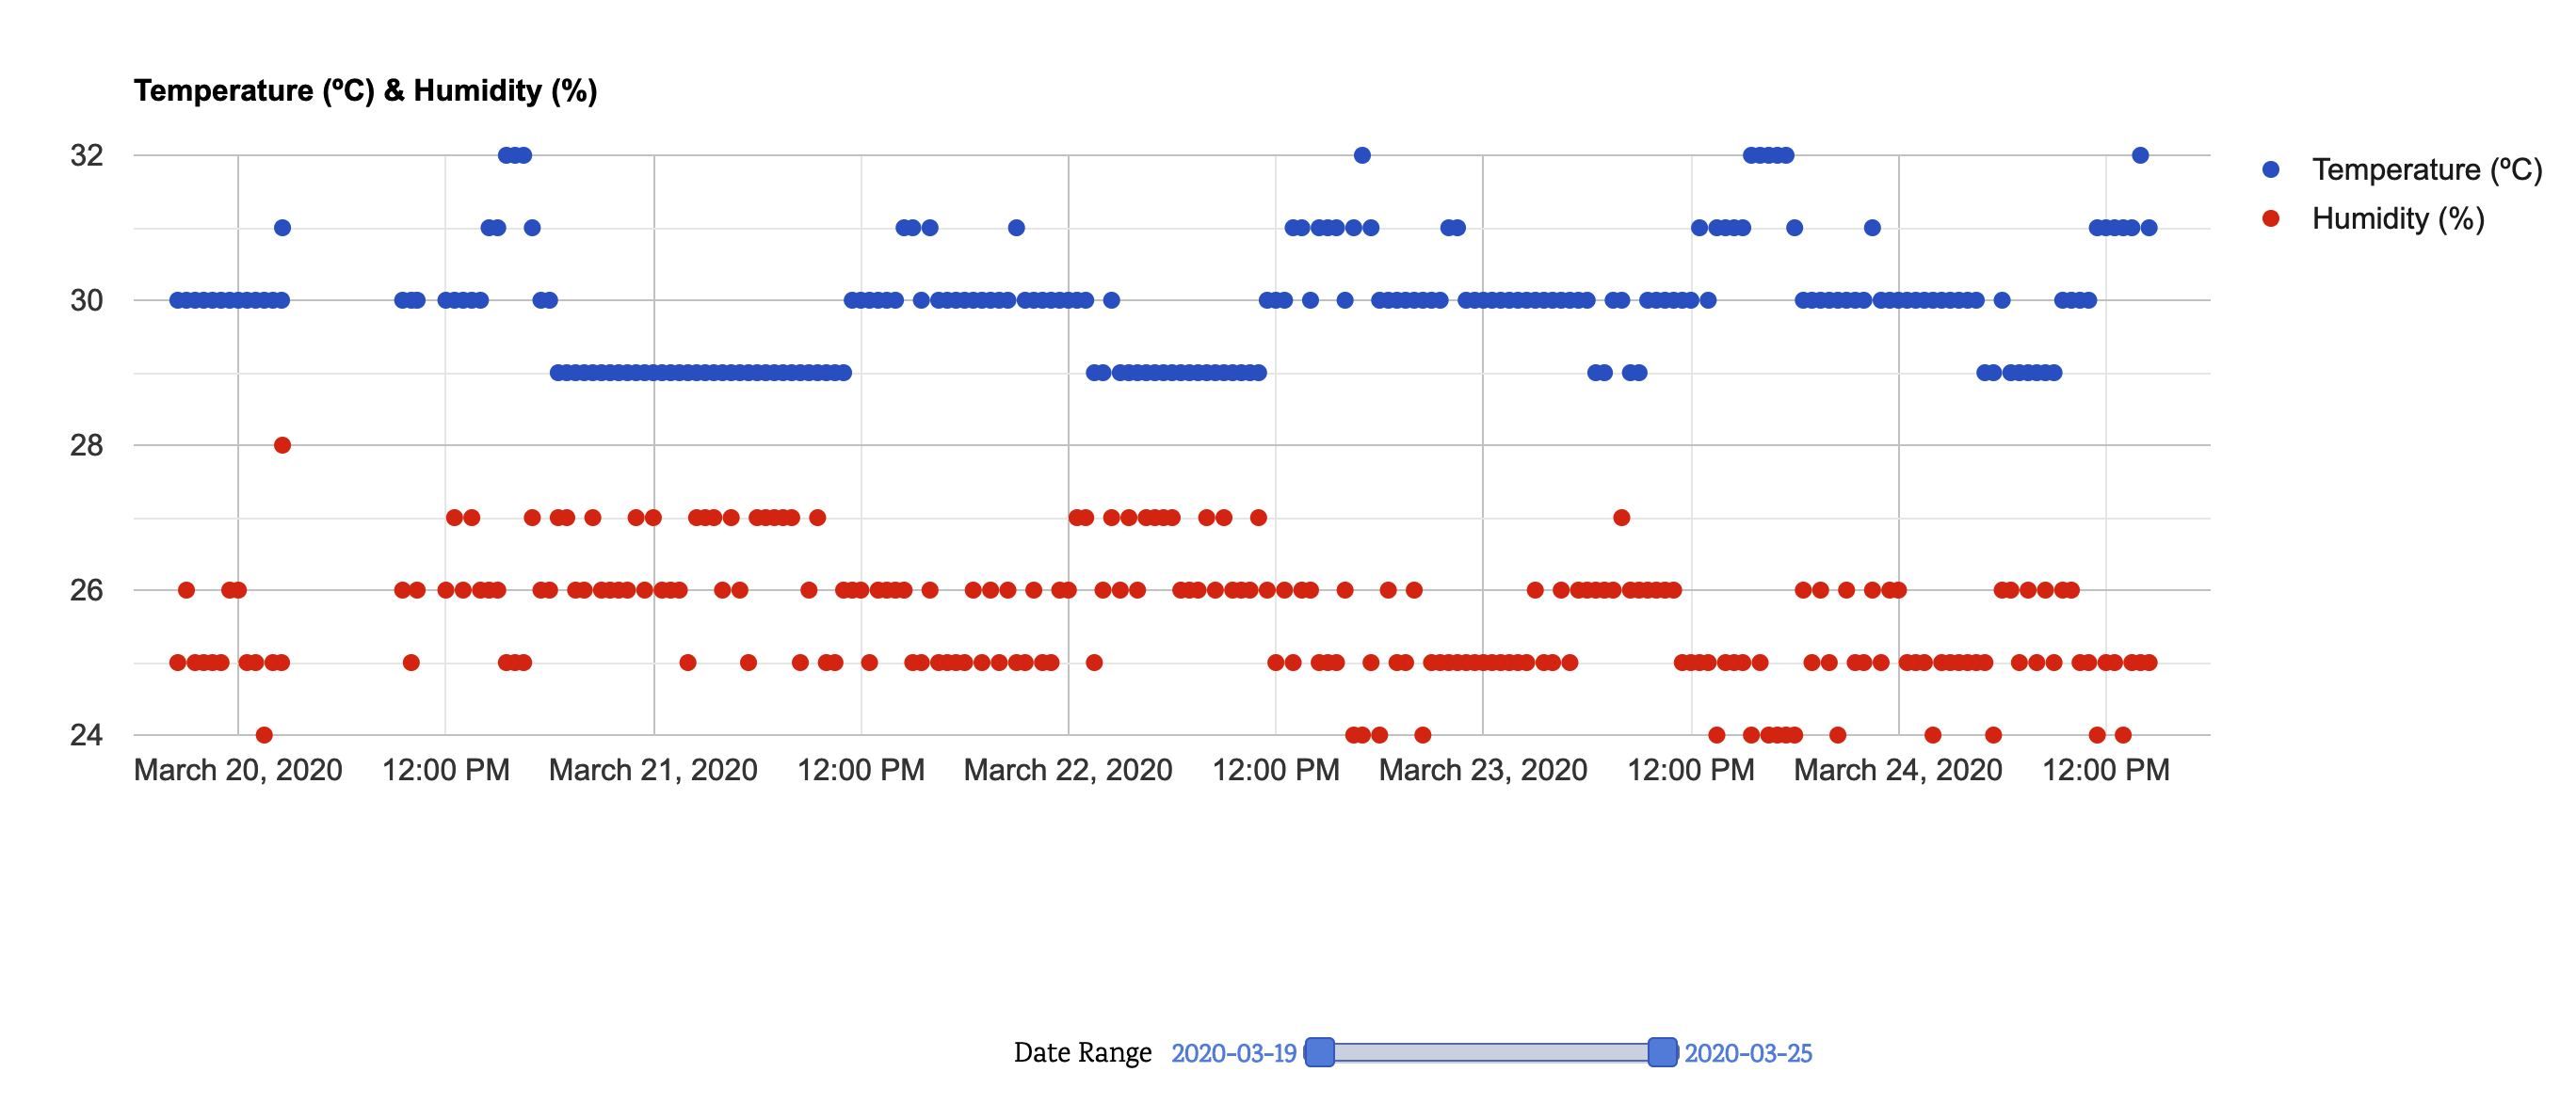 Temperature (ºC) & Humidity (%)
32
30
28
26
24
March 20, 2020 12:00 PM March 21, 2020 12:00 PM March 22, 2020 12:00 PM March 23, 2020 12:00 PM March 24, 2020 12:00 PM
Temperature (ºC)
Humidity (%)
Date Range 2020-03-19 2020-03-25